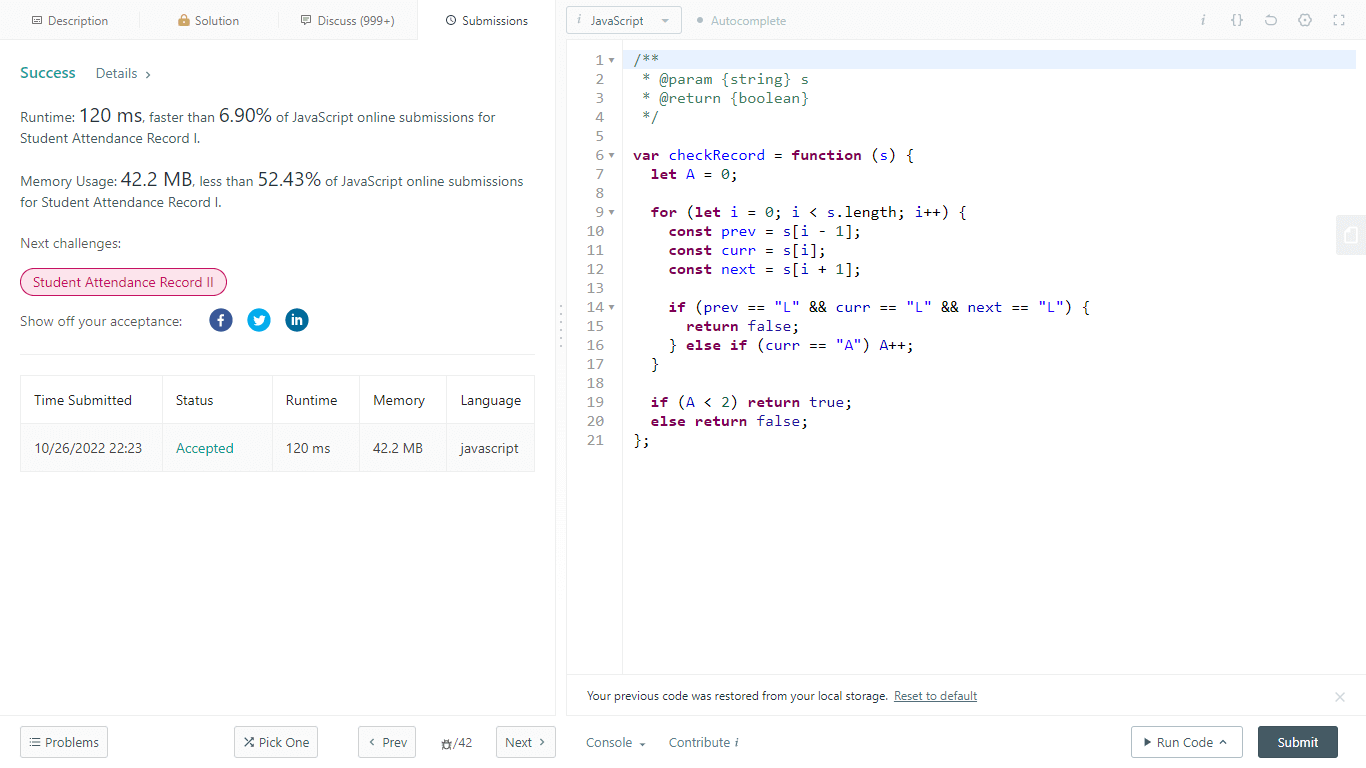 Description
Solution
Discuss (999+)
Submissions
Success
Details
Runtime: 120 ms, faster than 6.90% of JavaScript online submissions for
Student Attendance Record I.
Memory Usage: 42.2 MB, less than 52.43% of JavaScript online submissions
for Student Attendance Record I.
Next challenges:
Student Attendance Record II
Show off your acceptance:
Time Submitted Status Runtime Memory Language
10/26/2022 22:23 Accepted 120 ms 42.2 MB javascript
Problems
Pick One
Prev
/42
Next
i JavaScript
Autocomplete
i {}
1 /**
2  * @param {string} s
3  * @return {boolean}
4  */
5
6 var checkRecord = function (s) {
7   let A = 0;
8
9   for (let i = 0; i < s.length; i++) {
10     const prev = s[i - 1];
11     const curr = s[i];
12     const next = s[i + 1];
13
14     if (prev == "L" && curr == "L" && next == "L") {
15       return false;
16     } else if (curr == "A") A++;
17   }
18
19   if (A < 2) return true;
20   else return false;
21 };
Your previous code was restored from your local storage. Reset to default
Console
Contribute i
Run Code
Submit